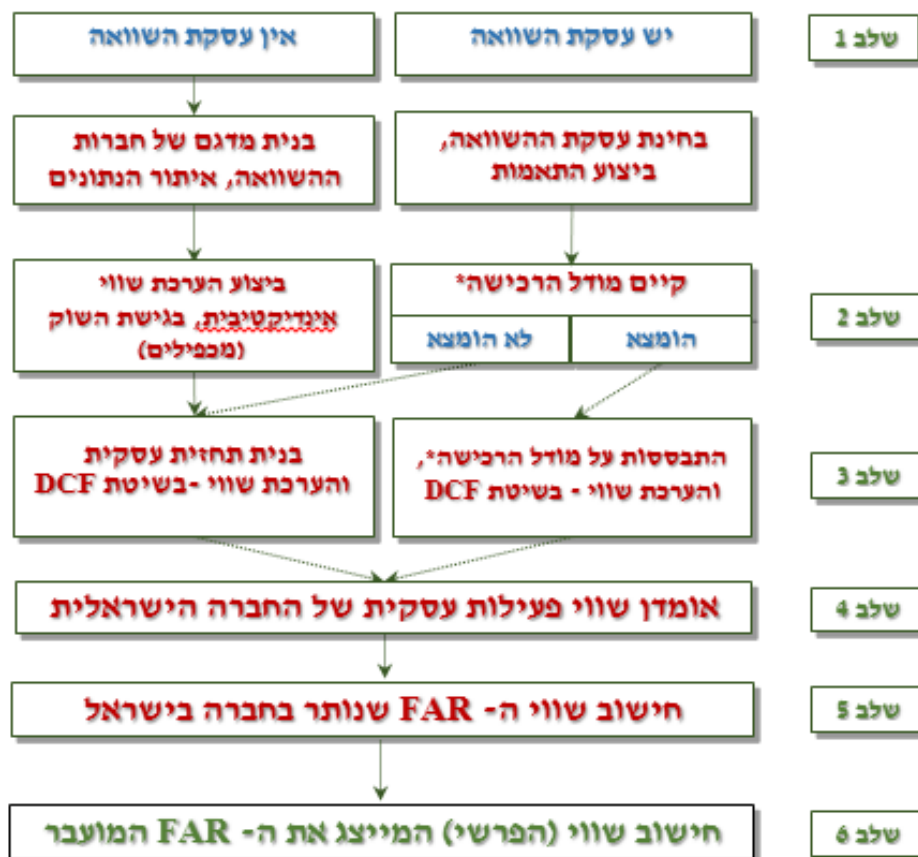 שלב 1
יש עסקת השוואה
אין עסקת השוואה
בחינת עסקת ההשוואה,
ביצוע התאמות
בנית מדגם של חברות
ההשוואה, איתור הנתונים
שלב 2
קיים מודל הרכישה*
הומצא
לא הומצא
ביצוע הערכת שווי
אינדיקטיבית, בגישת השוק
(מכפילים)
שלב 3
התבססות על מודל הרכישה*,
והערכת שווי - בשיטת DCF
בנית תחזית עסקית
והערכת שווי -בשיטת DCF
שלב 4
אומדן שווי פעילות עסקית של החברה הישראלית
שלב 5
חישוב שווי ה- FAR שנותר בחברה בישראל
שלב 6
חישוב שווי (הפרשי) המייצג את ה- FAR המועבר